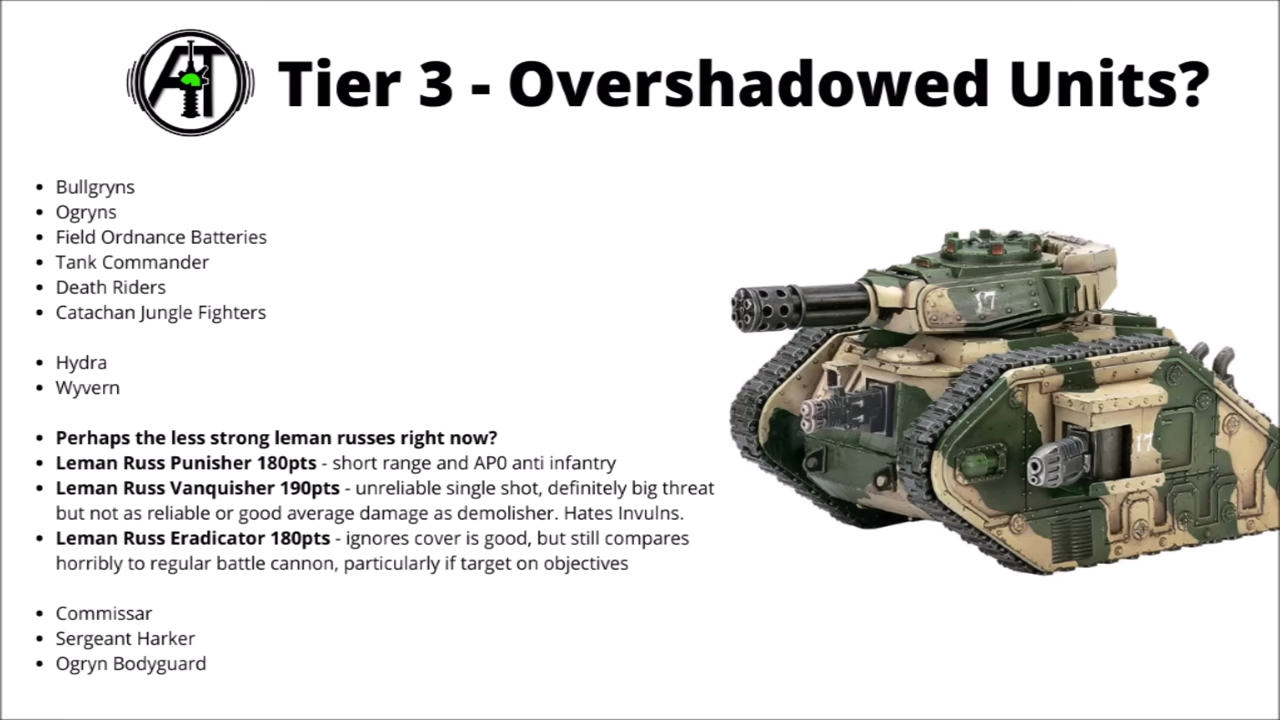 AT
Tier 3 - Overshadowed Units?
• Bullgryns
• Ogryns
• Field Ordnance Batteries
• Tank Commander
• Death Riders
• Catachan Jungle Fighters
• Hydra
• Wyvern
• Perhaps the less strong leman russes right now?
• Leman Russ Punisher 180pts - short range and AP0 anti infantry
• Leman Russ Vanquisher 190pts - unreliable single shot, definitely big threat
but not as reliable or good average damage as demolisher. Hates Invulns.
• Leman Russ Eradicator 180pts - ignores cover is good, but still compares
horribly to regular battle cannon, particularly if target on objectives
• Commissar
• Sergeant Harker
• Ogryn Bodyguard
17
17